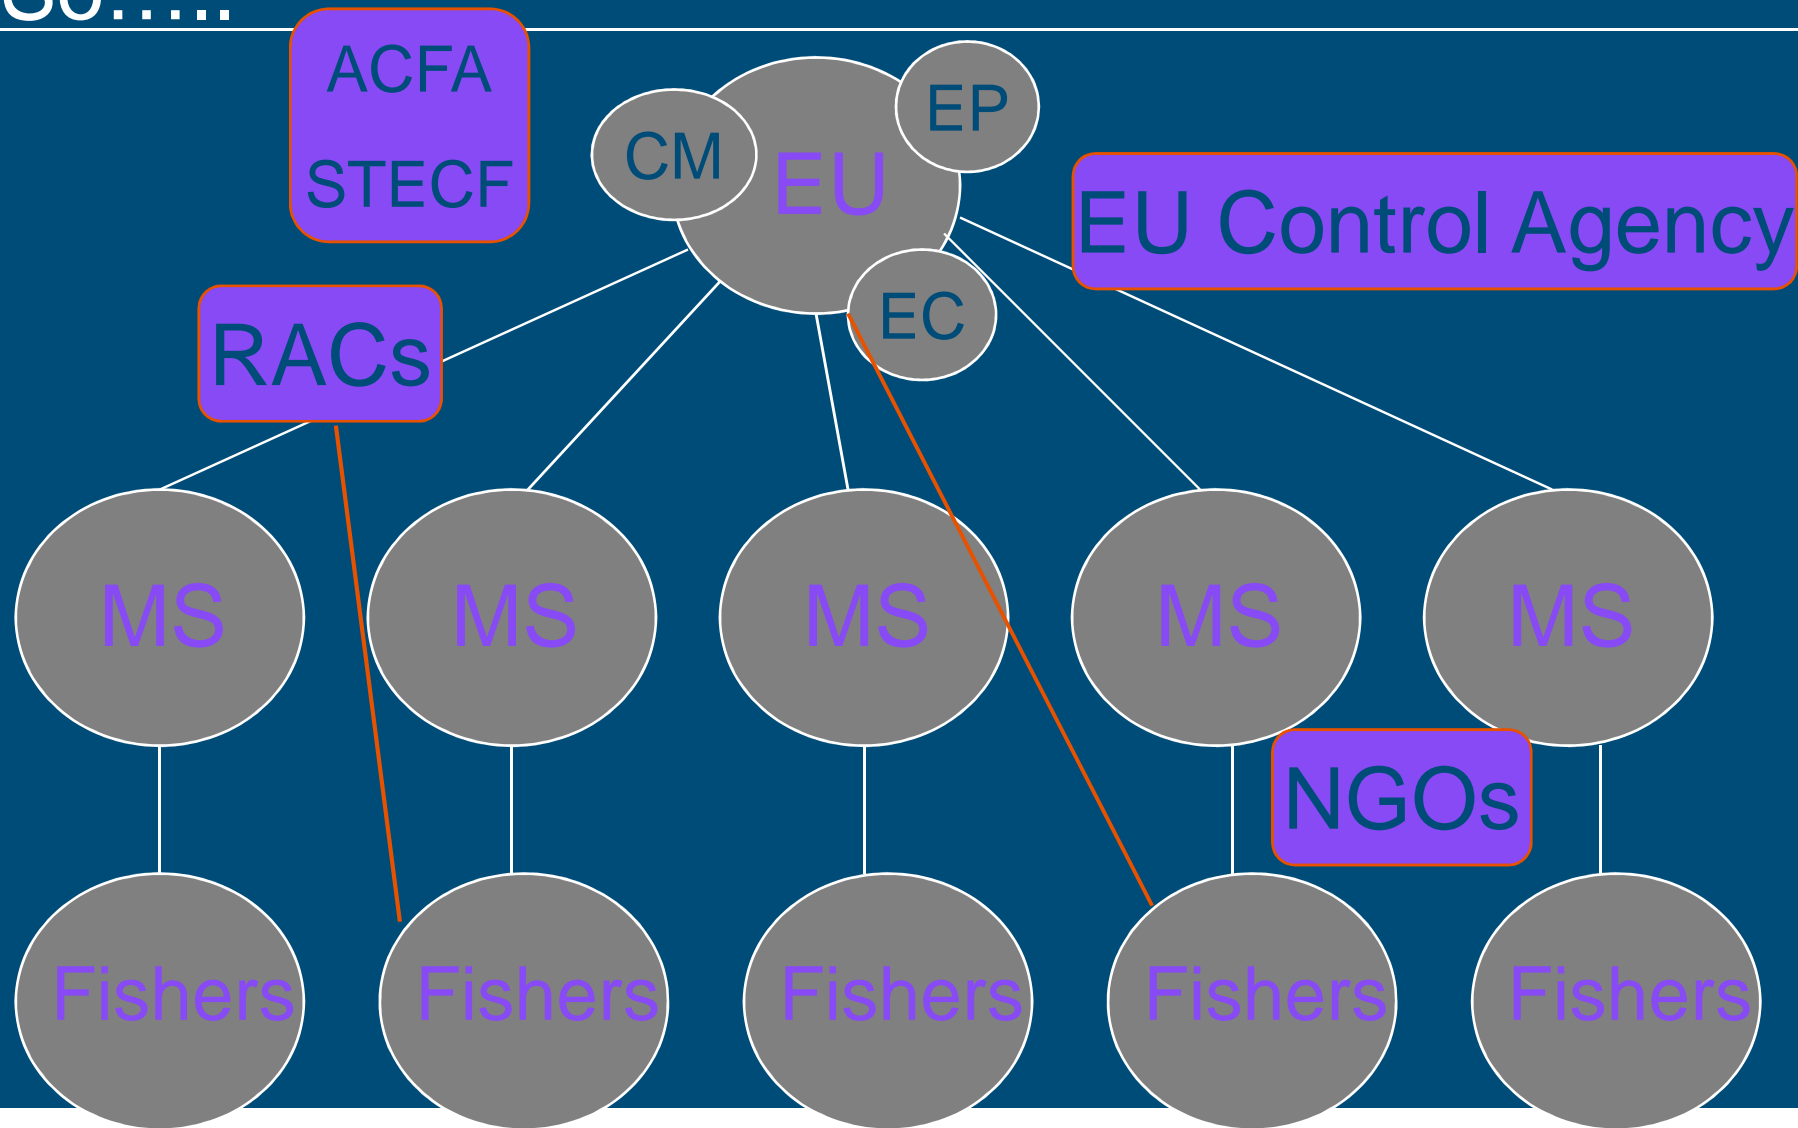 So…..
ACFA
STECF
CM
EU
EP
EU Control Agency
EC
RACs
MS
MS
MS
MS
MS
NGOs
Fishers
Fishers
Fishers
Fishers
Fishers